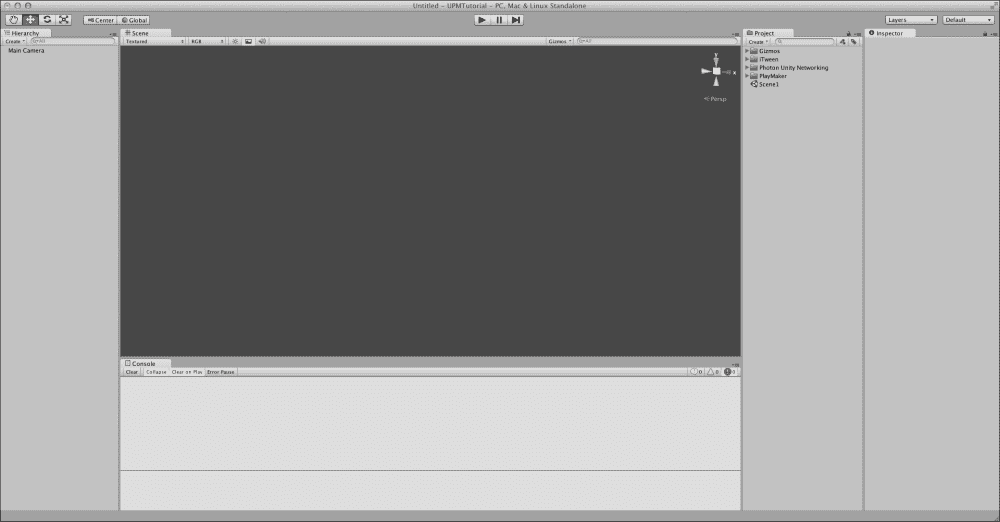 Untitled – UPMTutorial – PC, Mac & Linux Standalone
Center Global Layers Default
Hierarchy
Create All
Main Camera
Scene
Textured RGB Gizmos All
y
x
Persp
Console
Clear Collapse Clear on Play Error Pause 0 0 0
Project
Create
Gizmos
iTween
Photon Unity Networking
PlayMaker
Scene1
Inspector